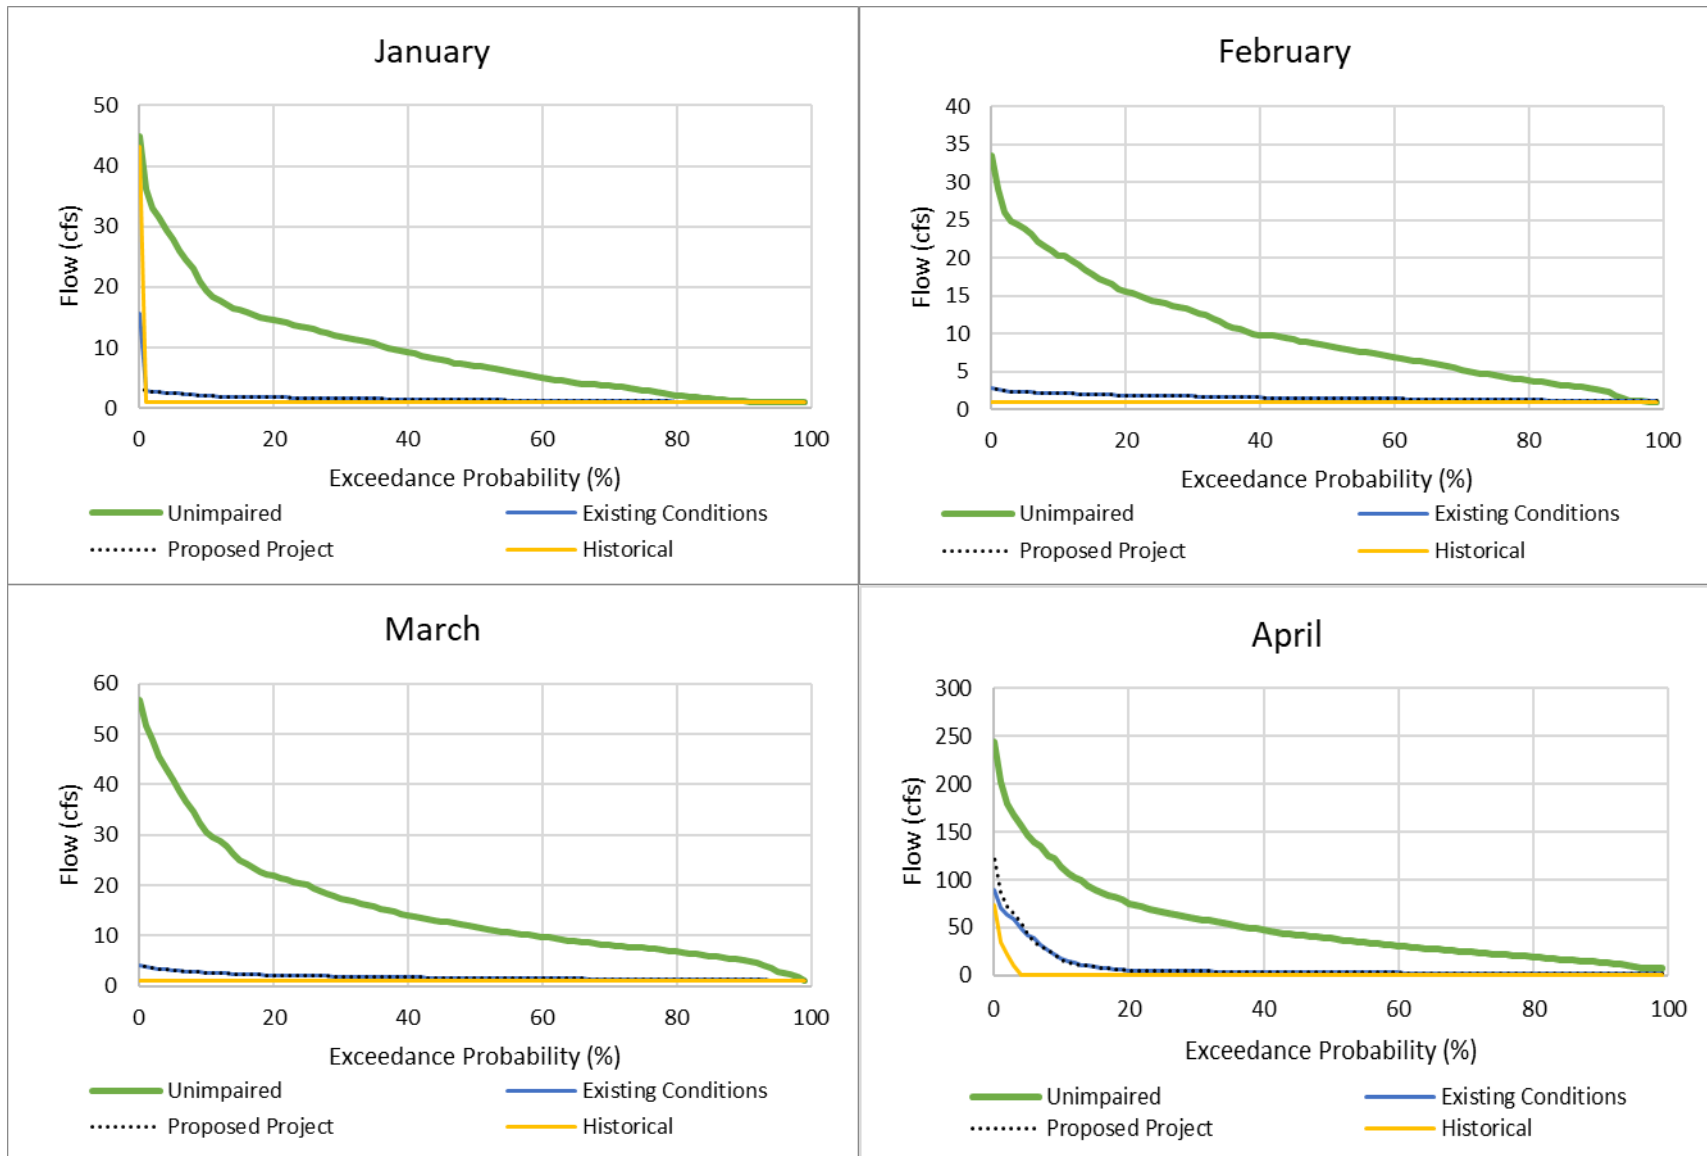 January
50
40
30
20
10
0
Flow (cfs)
0 20 40 60 80 100
Exceedance Probability (%)
Unimpaired Existing Conditions
Proposed Project Historical
February
40
35
30
25
20
15
10
5
0
Flow (cfs)
0 20 40 60 80 100
Exceedance Probability (%)
Unimpaired Existing Conditions
Proposed Project Historical
March
60
50
40
30
20
10
0
Flow (cfs)
0 20 40 60 80 100
Exceedance Probability (%)
Unimpaired Existing Conditions
Proposed Project Historical
April
300
250
200
150
100
50
0
Flow (cfs)
0 20 40 60 80 100
Exceedance Probability (%)
Unimpaired Existing Conditions
Proposed Project Historical